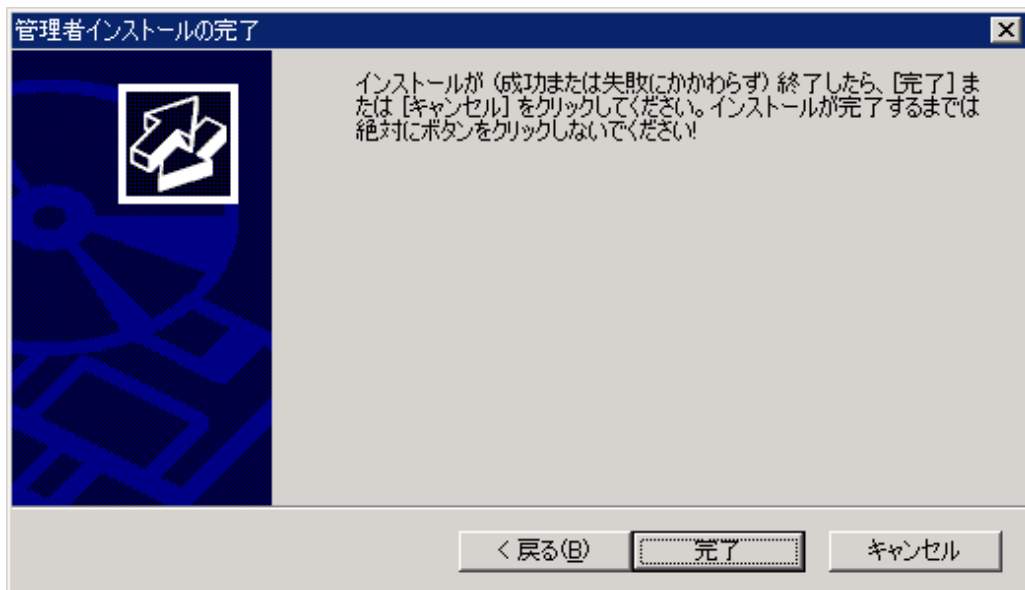 管理者インストールの完了
インストールが (成功または失敗にかかわらず) 終了したら、[完了] ま
たは [キャンセル] をクリックしてください。インストールが完了するまでは
絶対にボタンをクリックしないでください!
< 戻る(B)
完了
キャンセル